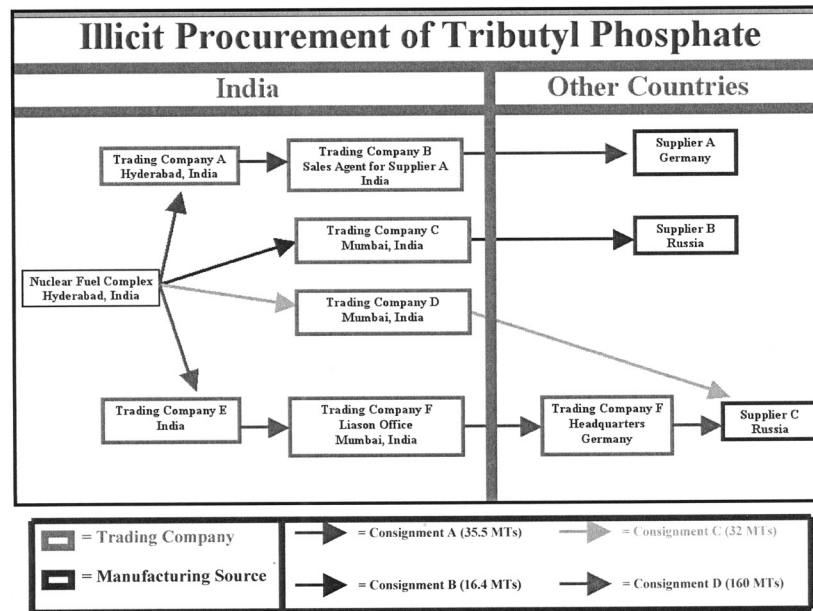 Illicit Procurement of Tributyl Phosphate
India
Other Countries
Trading Company A
Hyderabad, India
Trading Company B
Sales Agent for Supplier A
India
Supplier A
Germany
Trading Company C
Mumbai, India
Supplier B
Russia
Nuclear Fuel Complex
Hyderabad, India
Trading Company D
Mumbai, India
Trading Company E
India
Trading Company F
Liason Office
Mumbai, India
Trading Company F
Headquarters
Germany
Supplier C
Russia
= Trading Company
= Manufacturing Source
= Consignment A (35.5 MTs)
= Consignment C (32 MTs)
= Consignment B (16.4 MTs)
= Consignment D (160 MTs)